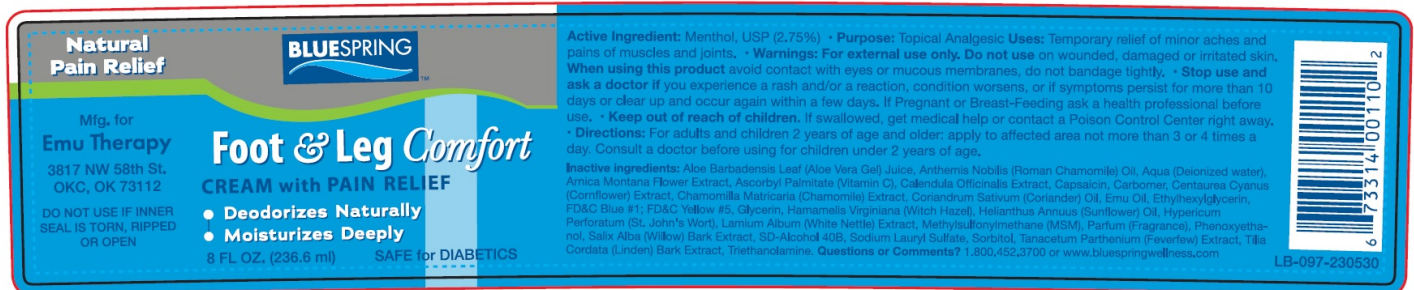 Natural
Pain Relief
Mfg. for
Emu Therapy
3817 NW 58th St.
OKC, OK 73112
DO NOT USE IF INNER
SEAL IS TORN, RIPPED
OR OPEN
BLUESPRING
TM
Foot & Leg Comfort
CREAM with PAIN RELIEF
• Deodorizes Naturally
• Moisturizes Deeply
8 FL OZ. (236.6 ml) SAFE for DIABETICS
Active Ingredient: Menthol, USP (2.75%) • Purpose: Topical Analgesic Uses: Temporary relief of minor aches and
pains of muscles and joints. • Warnings: For external use only. Do not use on wounded, damaged or irritated skin.
When using this product avoid contact with eyes or mucous membranes, do not bandage tightly. • Stop use and
ask a doctor if you experience a rash and/or a reaction, condition worsens, or if symptoms persist for more than 10
days or clear up and occur again within a few days. If Pregnant or Breast-Feeding ask a health professional before
use. • Keep out of reach of children. If swallowed, get medical help or contact a Poison Control Center right away.
• Directions: For adults and children 2 years of age and older: apply to affected area not more than 3 or 4 times a
day. Consult a doctor before using for children under 2 years of age.
Inactive ingredients: Aloe Barbadensis Leaf (Aloe Vera Gel) Juice, Anthemis Nobilis (Roman Chamomile) Oil, Aqua (Deionized water),
Arnica Montana Flower Extract, Ascorbyl Palmitate (Vitamin C), Calendula Officinalis Extract, Capsaicin, Carbomer, Centaurea Cyanus
(Cornflower) Extract, Chamomilla Matricaria (Chamomile) Extract, Coriandrum Sativum (Coriander) Oil, Emu Oil, Ethylhexylglycerin,
FD&C Blue #1; FD&C Yellow #5, Glycerin, Hamamelis Virginiana (Witch Hazel), Helianthus Annuus (Sunflower) Oil, Hypericum
Perforatum (St. John's Wort), Lamium Album (White Nettle) Extract, Methylsulfonylmethane (MSM), Parfum (Fragrance), Phenoxyetha-
nol, Salix Alba (Willow) Bark Extract, SD-Alcohol 40B, Sodium Lauryl Sulfate, Sorbitol, Tanacetum Parthenium (Feverfew) Extract, Tilia
Cordata (Linden) Bark Extract, Triethanolamine. Questions or Comments? 1.800.452.3700 or www.bluespringwellness.com
6 73314 00110 2
LB-097-230530